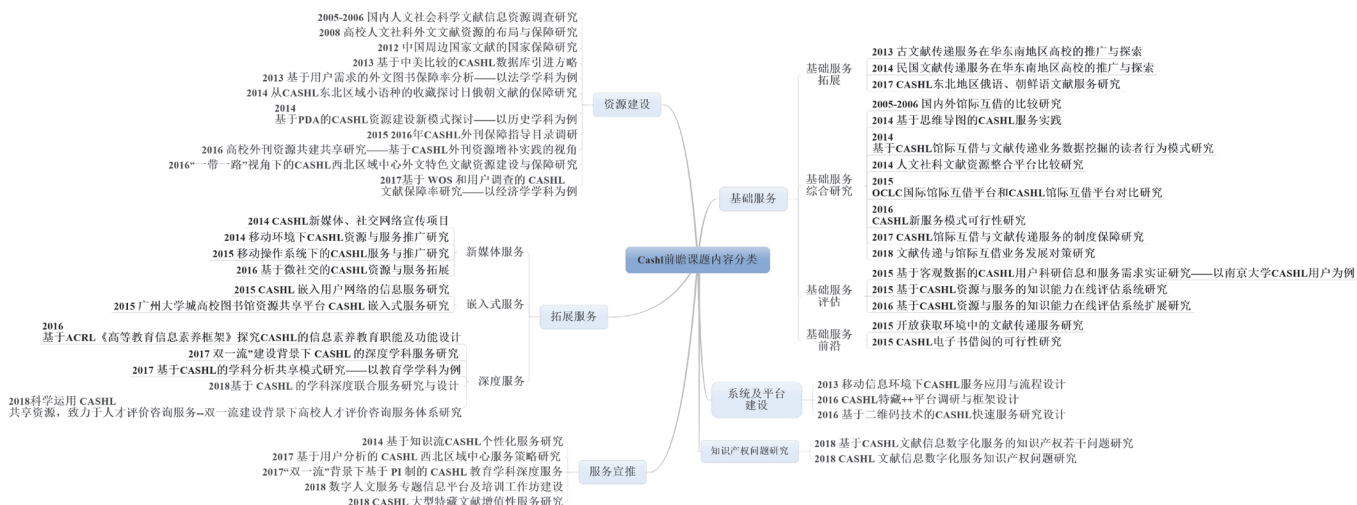 Cashl前瞻课题内容分类
资源建设
2005-2006 国内人文社会科学文献信息资源调查研究
2008 高校人文社科外文文献资源的布局与保障研究
2012 中国周边国家文献的国家保障研究
2013 基于中美比较的CASHL数据库引进方略
2013 基于用户需求的外文图书保障率分析——以法学学科为例
2014 从CASHL东北区域小语种的收藏探讨日俄朝文献的保障研究
2014
基于PDA的CASHL资源建设新模式探讨——以历史学科为例
2015 2016年CASHL外刊保障指导目录调研
2016 高校外刊资源共建共享研究——基于CASHL外刊资源增补实践的视角
2016“一带一路”视角下的CASHL西北区域中心外文特色文献资源建设与保障研究
2017基于 WOS 和用户调查的 CASHL
文献保障率研究——以经济学学科为例
拓展服务
新媒体服务
2014 CASHL新媒体、社交网络宣传项目
2014 移动环境下CASHL资源与服务推广研究
2015 移动操作系统下的CASHL服务与推广研究
2016 基于微社交的CASHL资源与服务拓展
嵌入式服务
2015 CASHL 嵌入用户网络的信息服务研究
2015 广州大学城高校图书馆资源共享平台 CASHL 嵌入式服务研究
深度服务
2016
基于ACRL《高等教育信息素养框架》探究CASHL的信息素养教育职能及功能设计
2017 双一流”建设背景下 CASHL 的深度学科服务研究
2017 基于CASHL的学科分析共享模式研究——以教育学学科为例
2018基于 CASHL 的学科深度联合服务研究与设计
2018科学运用 CASHL
共享资源，致力于人才评价咨询服务--双一流建设背景下高校人才评价咨询服务体系研究
服务宣推
2014 基于知识流CASHL个性化服务研究
2017 基于用户分析的 CASHL 西北区域中心服务策略研究
2017“双一流”背景下基于 PI 制的 CASHL 教育学科深度服务
2018 数字人文服务专题信息平台及培训工作坊建设
2018 CASHL 大型特藏文献增值性服务研究
基础服务
基础服务
拓展
2013 古文献传递服务在华东南地区高校的推广与探索
2014 民国文献传递服务在华东南地区高校的推广与探索
2017 CASHL东北地区俄语、朝鲜语文献服务研究
基础服务
综合研究
2005-2006 国内外馆际互借的比较研究
2014 基于思维导图的CASHL服务实践
2014
基于CASHL馆际互借与文献传递业务数据挖掘的读者行为模式研究
2014 人文社科文献资源整合平台比较研究
2015
OCLC国际馆际互借平台和CASHL馆际互借平台对比研究
2016
CASHL新服务模式可行性研究
2017 CASHL馆际互借与文献传递服务的制度保障研究
2018 文献传递与馆际互借业务发展对策研究
基础服务
评估
2015 基于客观数据的CASHL用户科研信息和服务需求实证研究——以南京大学CASHL用户为例
2015 基于CASHL资源与服务的知识能力在线评估系统研究
2016 基于CASHL资源与服务的知识能力在线评估系统扩展研究
基础服务
前沿
2015 开放获取环境中的文献传递服务研究
2015 CASHL电子书借阅的可行性研究
系统及平台
建设
2013 移动信息环境下CASHL服务应用与流程设计
2016 CASHL特藏++平台调研与框架设计
2016 基于二维码技术的CASHL快速服务研究设计
知识产权问题研究
2018 基于CASHL文献信息数字化服务的知识产权若干问题研究
2018 CASHL 文献信息数字化服务知识产权问题研究